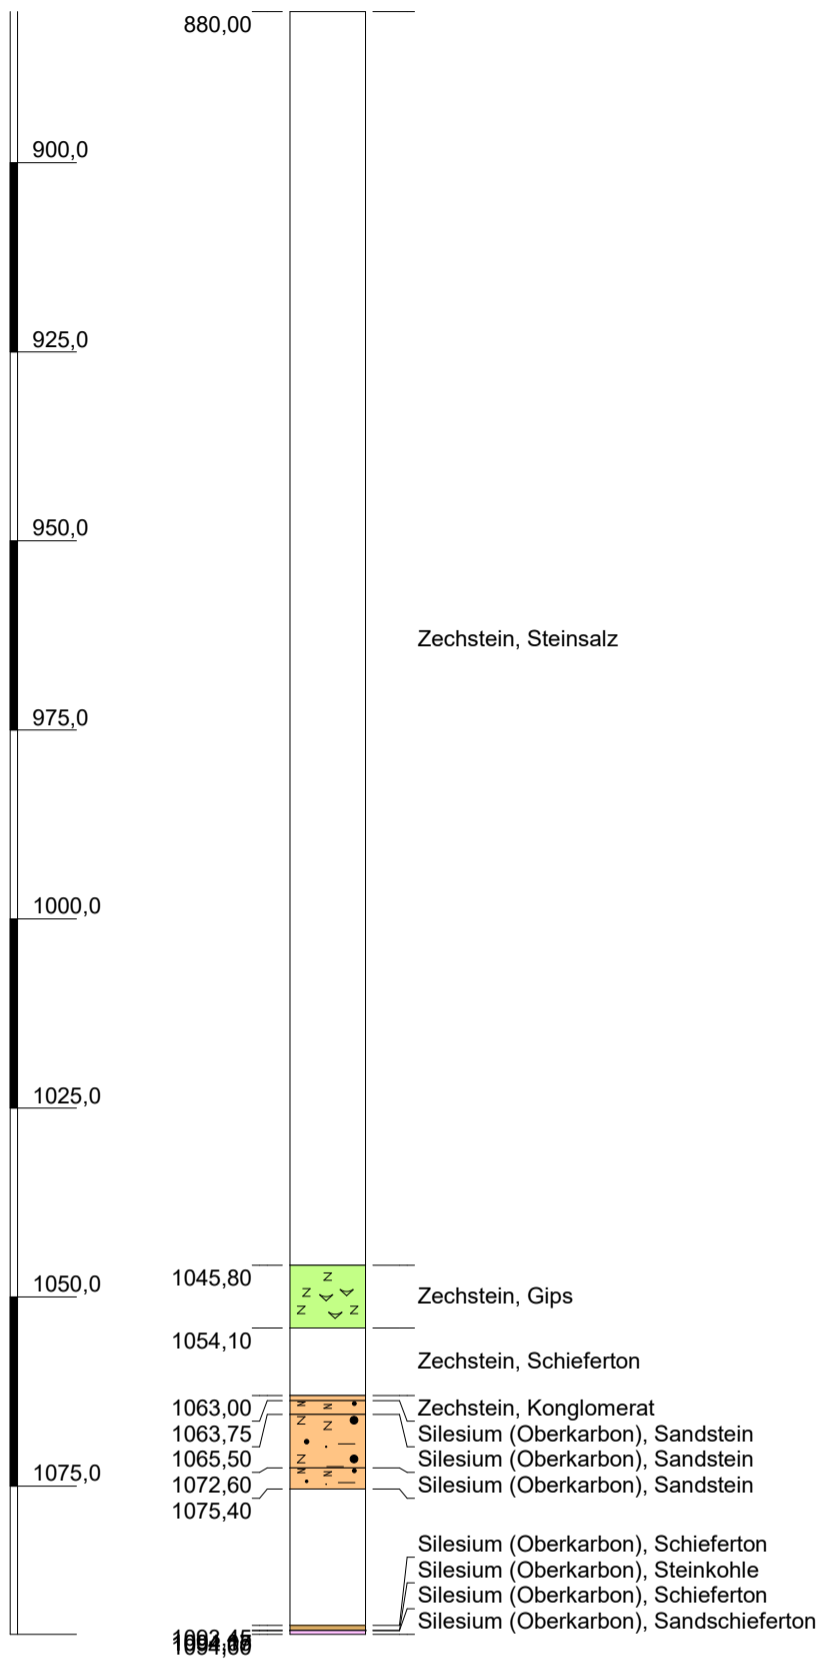 880,00
900,0
925,0
950,0
Zechstein, Steinsalz
975,0
1000,0
1025,0
1045,80
1050,0
Zechstein, Gips
1054,10
Zechstein, Schieferton
1063,00
Zechstein, Konglomerat
1063,75
Silesium (Oberkarbon), Sandstein
1065,50
Silesium (Oberkarbon), Sandstein
1072,60
Silesium (Oberkarbon), Sandstein
1075,0
1075,40
Silesium (Oberkarbon), Schieferton
Silesium (Oberkarbon), Steinkohle
Silesium (Oberkarbon), Schieferton
Silesium (Oberkarbon), Sandschieferton